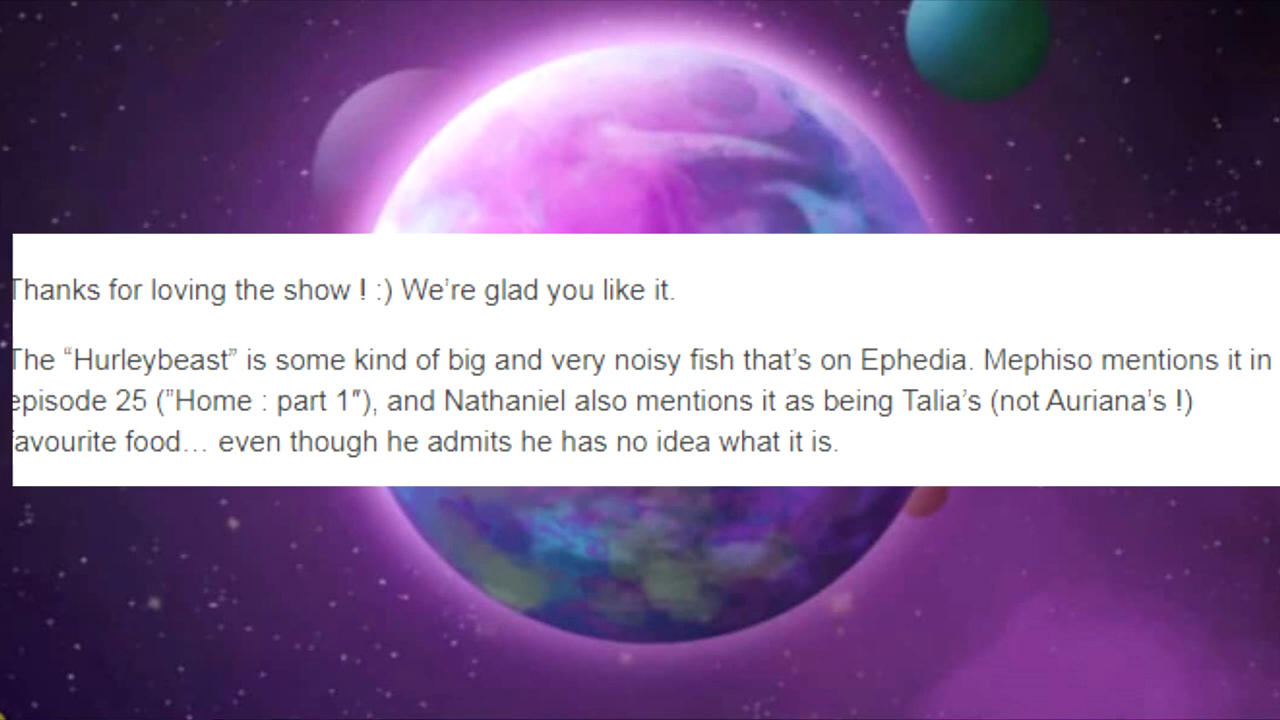 Thanks for loving the show ! :) We’re glad you like it.
The “Hurleybeast” is some kind of big and very noisy fish that’s on Ephedia. Mephiso mentions it in
episode 25 (”Home : part 1″), and Nathaniel also mentions it as being Talia’s (not Auriana’s !)
favourite food… even though he admits he has no idea what it is.